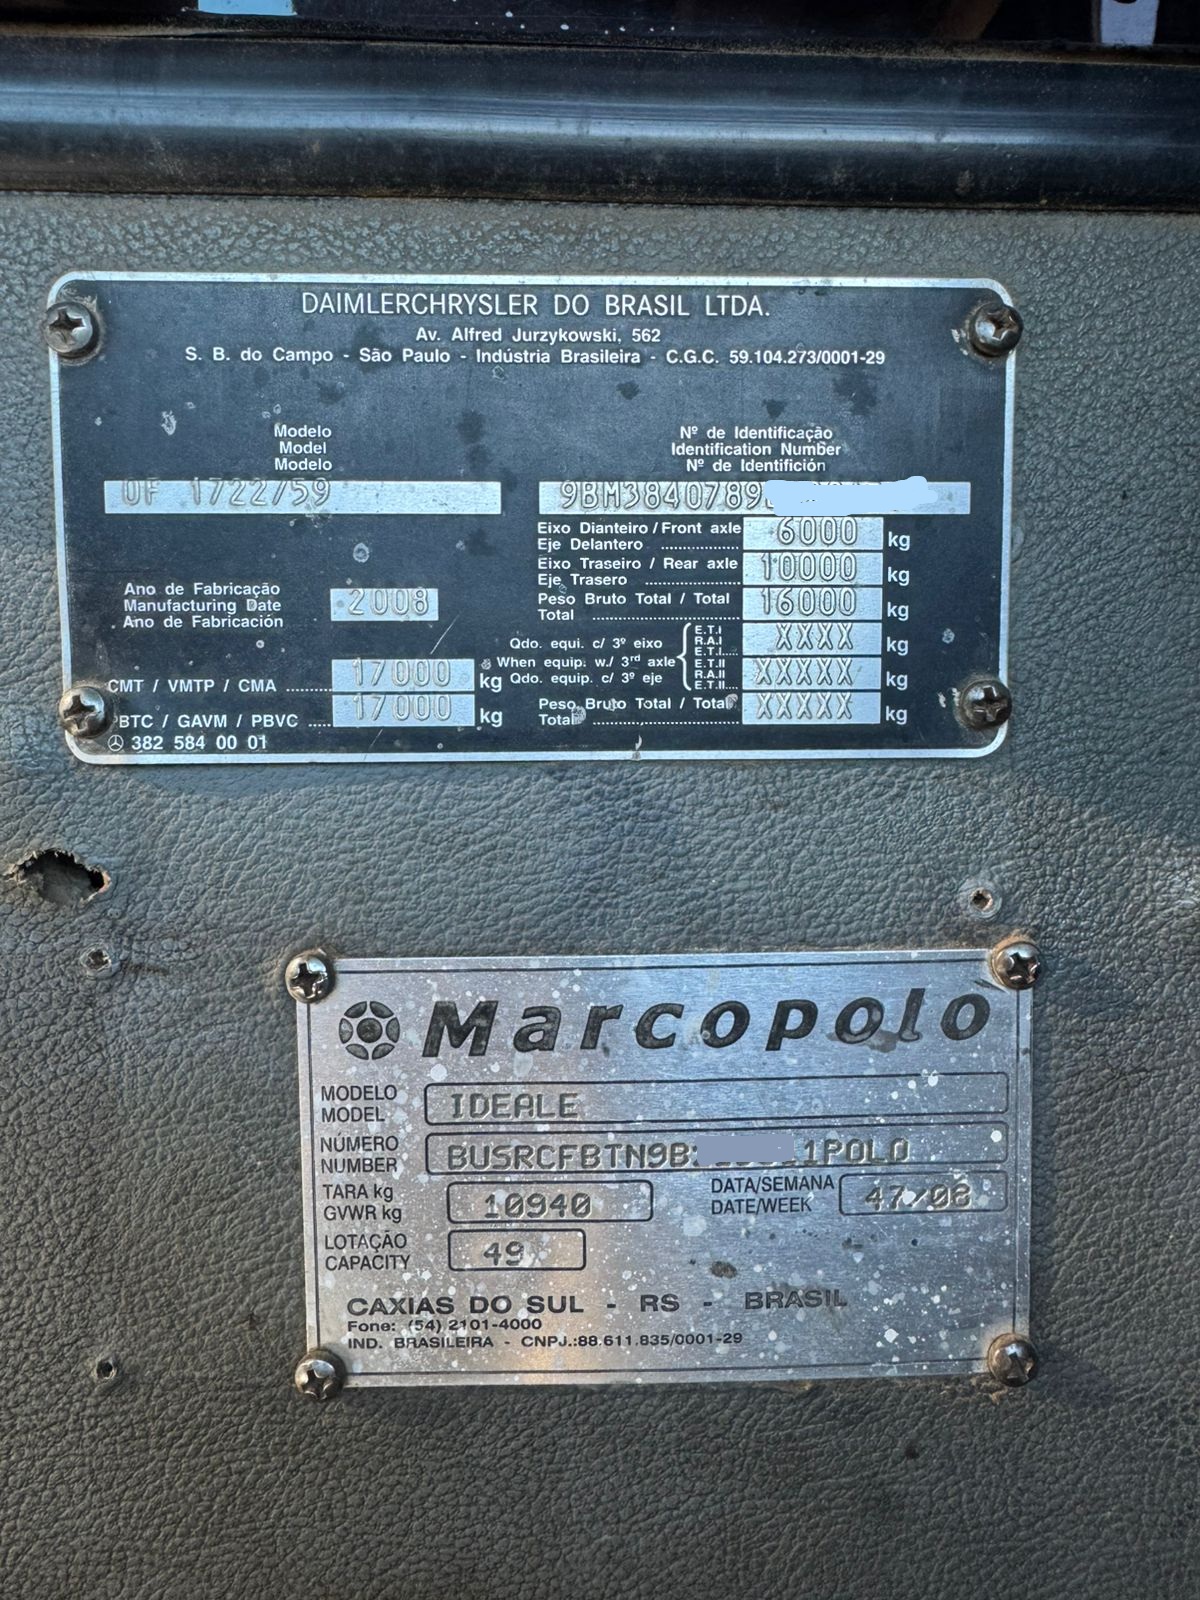 DAIMLERCHRYSLER DO BRASIL LTDA.
Av. Alfred Jurzykowski, 562
S. B. do Campo - São Paulo - Indústria Brasileira - C.G.C. 59.104.273/0001-29
Modelo
Model
Modelo
OF 1722/59
Nº de Identificação
Identification Number
Nº de Identifición
9BM3840789
Eixo Dianteiro / Front axle
Eje Delantero ................
6000 kg
Eixo Traseiro / Rear axle
Eje Trasero ................
10000 kg
Peso Bruto Total / Total
Total ................
16000 kg
Ano de Fabricação
Manufacturing Date
Ano de Fabricación
2008
Qdo. equi. c/ 3º eixo
When equip. w./ 3rd axle
Qdo. equip. c/ 3º eje
E.T.I
R.A.I
E.T.I....
XXXX kg
E.T.II
R.A.II
E.T.II....
XXXXX kg
Peso Bruto Total / Total
Total ................
XXXXX kg
CMT / VMTP / CMA .......... 17000 kg
PBTC / GAVM / PBVC ..... 17000 kg
382 584 00 01
Marcopolo
MODELO
MODEL
IDEALE
NÚMERO
NUMBER
BUSRCFBTN9B 1POLO
TARA kg
GVWR kg
10940
DATA/SEMANA
DATE/WEEK
47/08
LOTAÇÃO
CAPACITY
49
CAXIAS DO SUL - RS - BRASIL
Fone: (54) 2101-4000
IND. BRASILEIRA - CNPJ.:88.611.835/0001-29